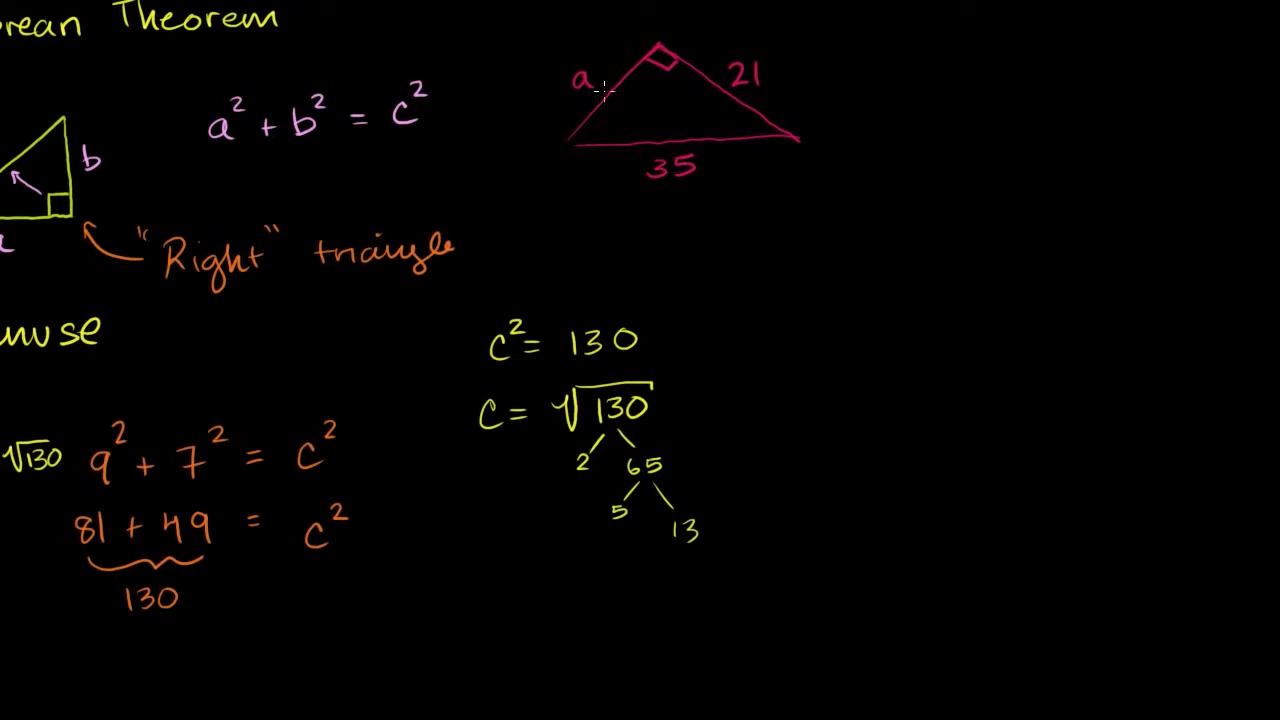 orean Theorem
a² + b² = c²
b
"Right" triangle
nuse
√130
9² + 7² = c²
81 + 49 = c²
130
a
21
35
c² = 130
c = √130
2 65
5 13